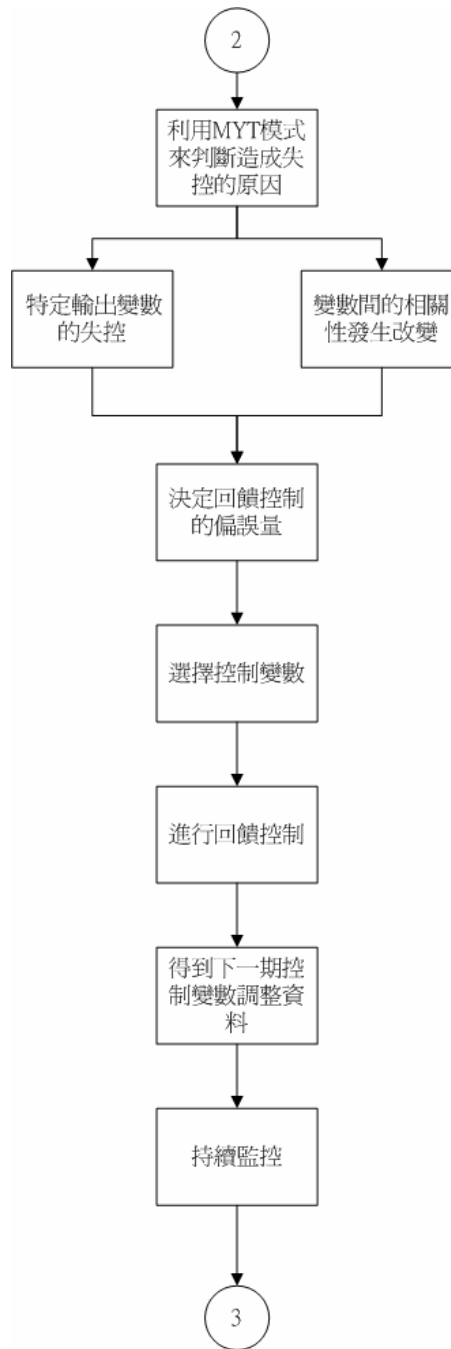 2
利用MYT模式
來判斷造成失
控的原因
特定輸出變數
的失控
變數間的相關
性發生改變
決定回饋控制
的偏誤量
選擇控制變數
進行回饋控制
得到下一期控
制變數調整資
料
持續監控
3